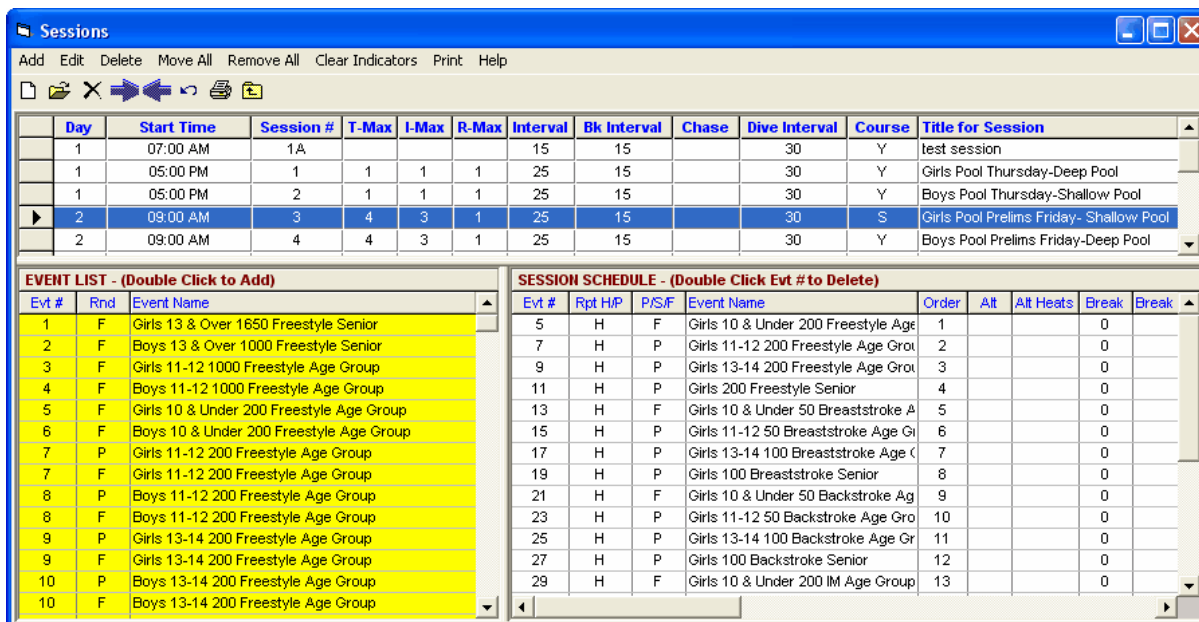 Sessions
Add Edit Delete Move All Remove All Clear Indicators Print Help
Day Start Time Session # T-Max I-Max R-Max Interval Bk Interval Chase Dive Interval Course Title for Session
1 07:00 AM 1A 15 15 30 Y test session
1 05:00 PM 1 1 1 1 25 15 30 Y Girls Pool Thursday-Deep Pool
1 05:00 PM 2 1 1 1 25 15 30 Y Boys Pool Thursday-Shallow Pool
2 09:00 AM 3 4 3 1 25 15 30 S Girls Pool Prelims Friday- Shallow Pool
2 09:00 AM 4 4 3 1 25 15 30 Y Boys Pool Prelims Friday-Deep Pool
EVENT LIST - (Double Click to Add)
Evt # Rnd Event Name
1 F Girls 13 & Over 1650 Freestyle Senior
2 F Boys 13 & Over 1000 Freestyle Senior
3 F Girls 11-12 1000 Freestyle Age Group
4 F Boys 11-12 1000 Freestyle Age Group
5 F Girls 10 & Under 200 Freestyle Age Group
6 F Boys 10 & Under 200 Freestyle Age Group
7 P Girls 11-12 200 Freestyle Age Group
7 F Girls 11-12 200 Freestyle Age Group
8 P Boys 11-12 200 Freestyle Age Group
8 F Boys 11-12 200 Freestyle Age Group
9 P Girls 13-14 200 Freestyle Age Group
9 F Girls 13-14 200 Freestyle Age Group
10 P Boys 13-14 200 Freestyle Age Group
10 F Boys 13-14 200 Freestyle Age Group
SESSION SCHEDULE - (Double Click Evt # to Delete)
Evt # Rpt H/P P/S/F Event Name Order Alt Alt Heats Break Break
5 H F Girls 10 & Under 200 Freestyle Age 1 0
7 H P Girls 11-12 200 Freestyle Age Grou 2 0
9 H P Girls 13-14 200 Freestyle Age Grou 3 0
11 H P Girls 200 Freestyle Senior 4 0
13 H F Girls 10 & Under 50 Breaststroke A 5 0
15 H P Girls 11-12 50 Breaststroke Age Gr 6 0
17 H P Girls 13-14 100 Breaststroke Age ( 7 0
19 H P Girls 100 Breaststroke Senior 8 0
21 H F Girls 10 & Under 50 Backstroke Ag 9 0
23 H P Girls 11-12 50 Backstroke Age Gro 10 0
25 H P Girls 13-14 100 Backstroke Age Gr 11 0
27 H P Girls 100 Backstroke Senior 12 0
29 H F Girls 10 & Under 200 IM Age Group 13 0